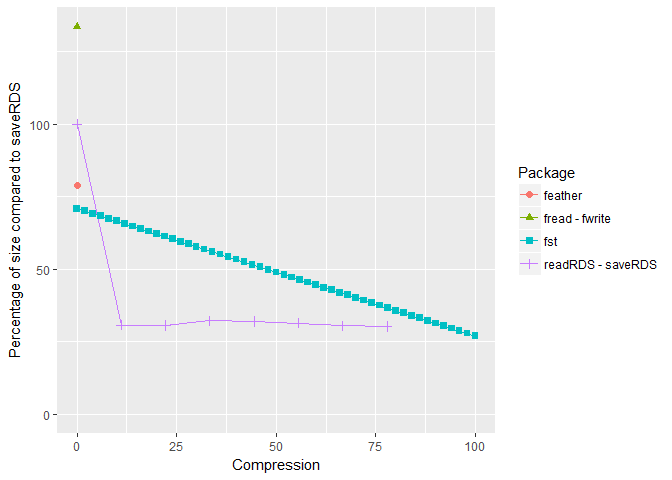 Percentage of size compared to saveRDS
100
50
0
0
25
50
75
100
Compression
Package
feather
fread - fwrite
fst
readRDS - saveRDS